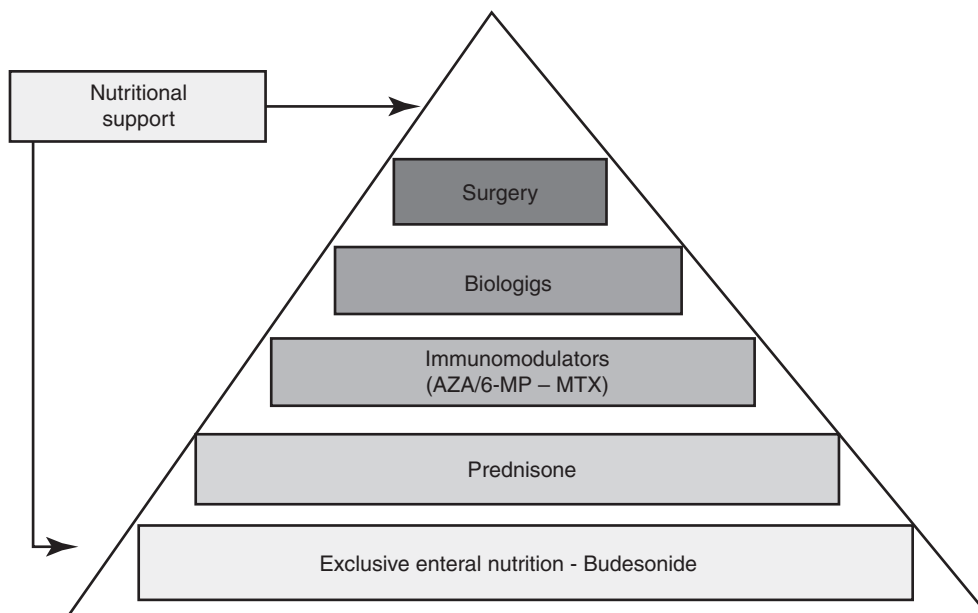 Nutritional
support
Surgery
Biologigs
Immunomodulators
(AZA/6-MP – MTX)
Prednisone
Exclusive enteral nutrition - Budesonide